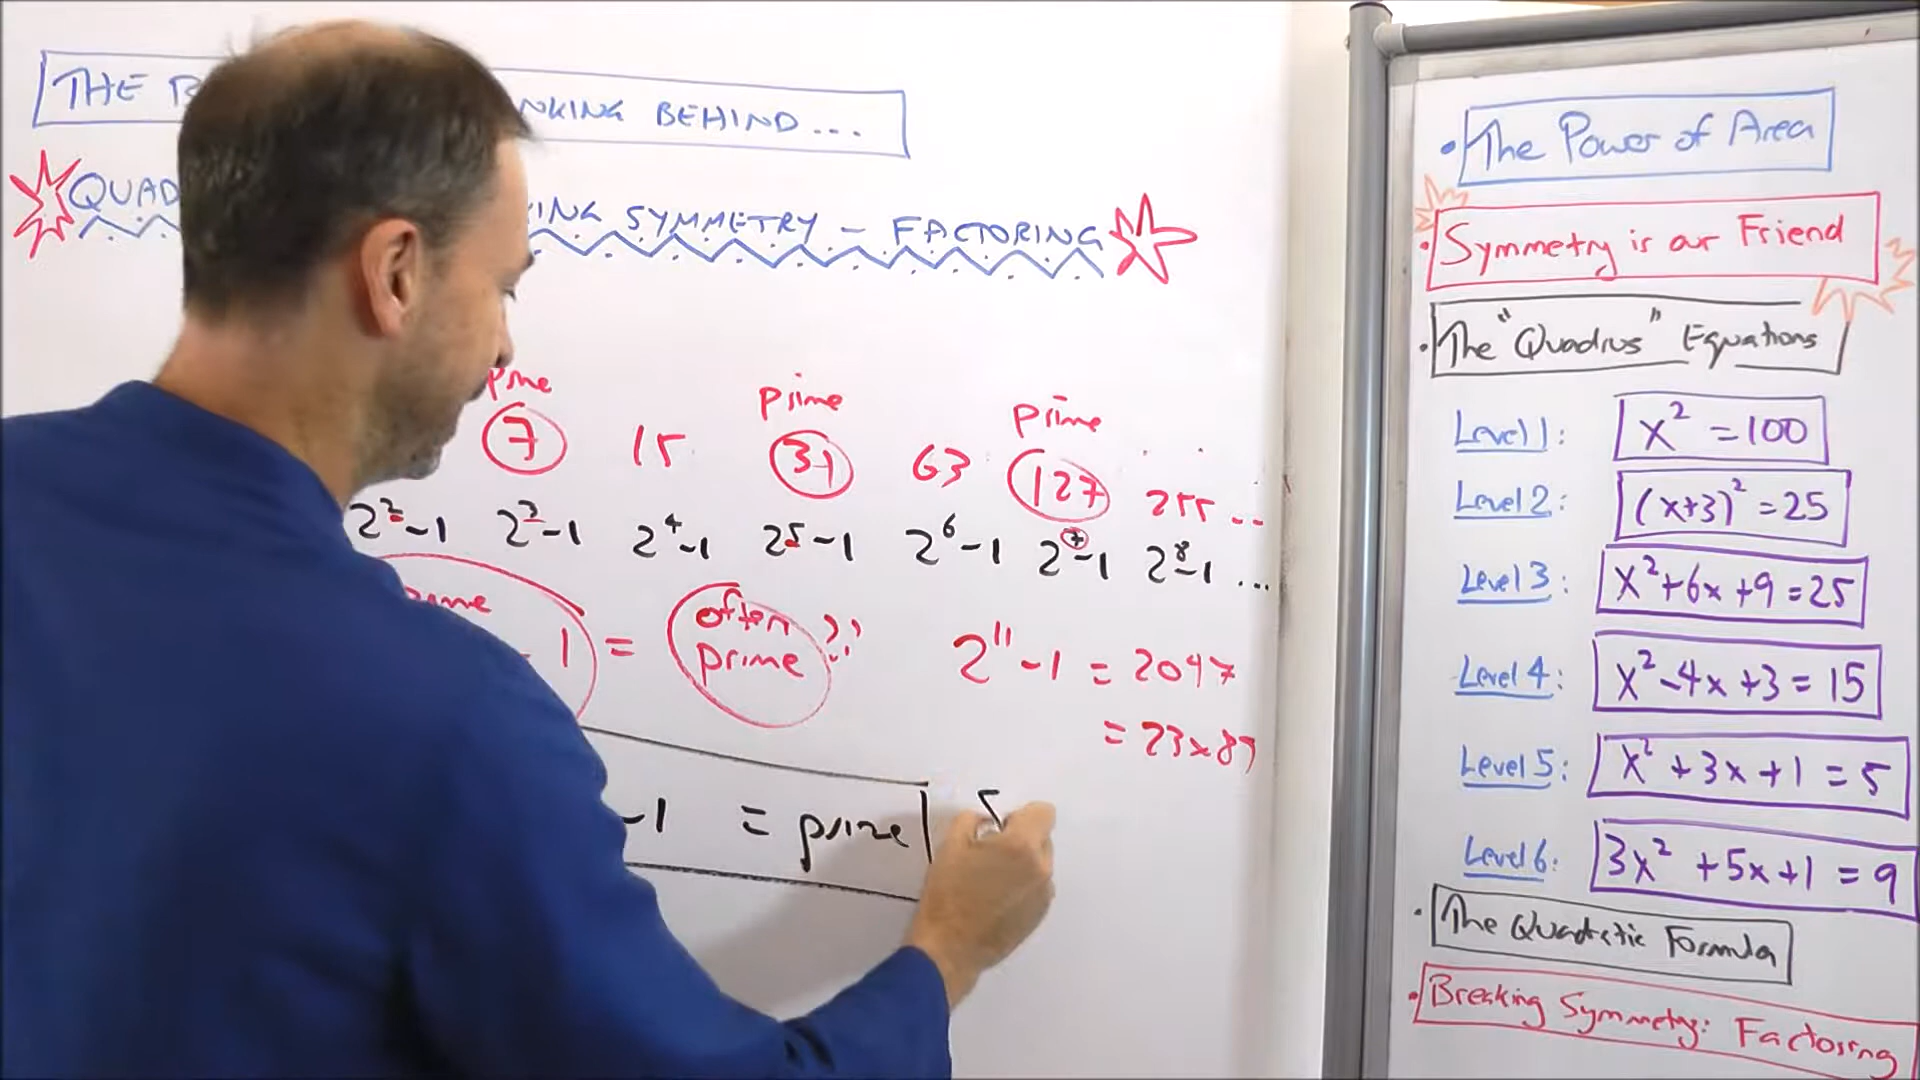 THE BEHIND...
QUAD SYMMETRY – FACTORING
prime prime prime
7 15 31 63 127 255 ..
2²-1 2³-1 2⁴-1 2⁵-1 2⁶-1 2⁷-1 2⁸-1 ...
- 1 = often prime ??
2¹¹-1 = 2047
= 23x89
-1 = prime 5
• The Power of Area
• Symmetry is our Friend
• The "Quadrus" Equations
Level 1: x² = 100
Level 2: (x+3)² = 25
Level 3: x²+6x+9=25
Level 4: x²-4x+3=15
Level 5: x²+3x+1=5
Level 6: 3x²+5x+1=9
• The Quadratic Formula
• Breaking Symmetry: Factoring